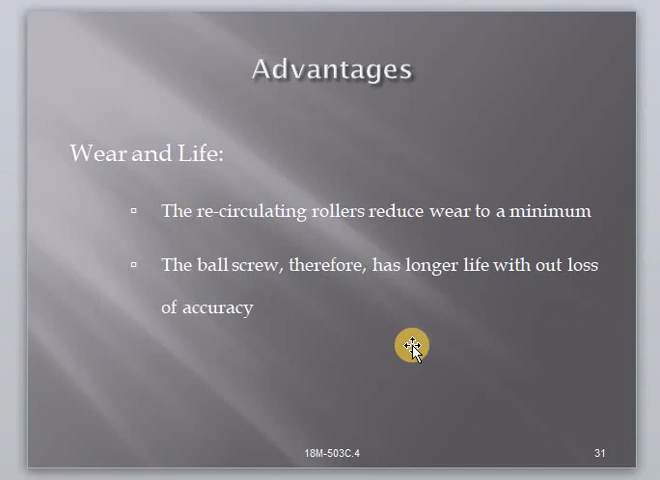 Advantages
Wear and Life:
The re-circulating rollers reduce wear to a minimum
The ball screw, therefore, has longer life with out loss
of accuracy
18M-503C.4
31